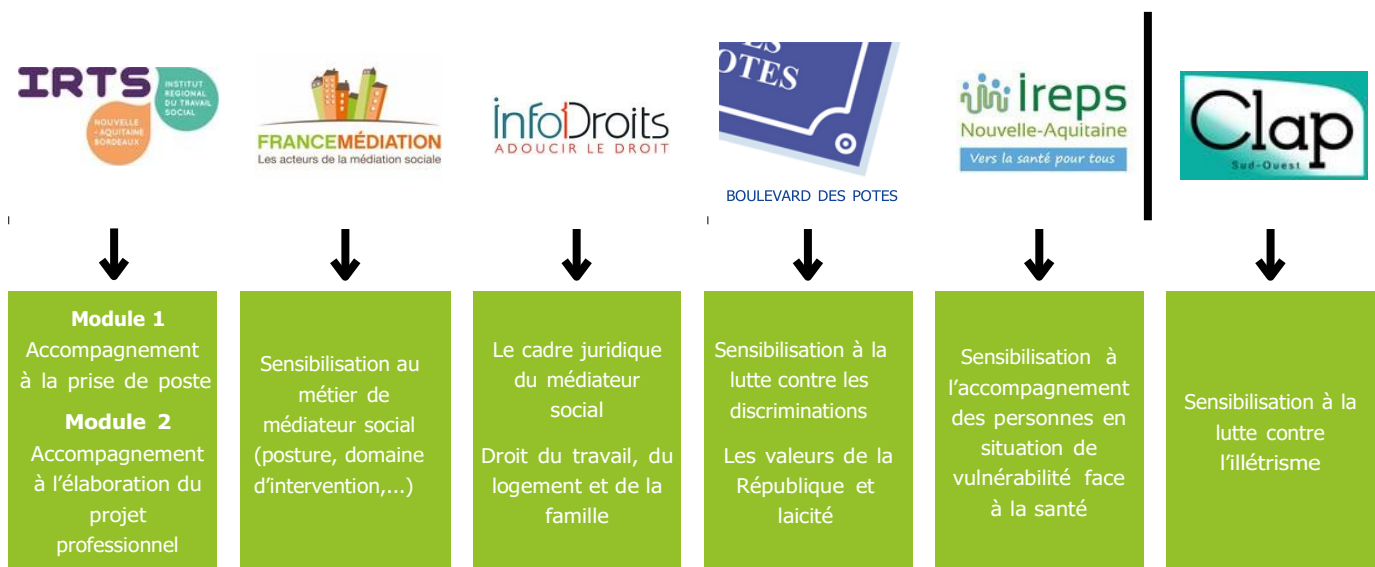 IRTS
INSTITUT
REGIONAL
DU TRAVAIL
SOCIAL
NOUVELLE
- AQUITAINE
BORDEAUX
FRANCEMÉDIATION
Les acteurs de la médiation sociale
infoDroits
ADOUCIR LE DROIT
OTES
BOULEVARD DES POTES
ireps
Nouvelle-Aquitaine
Vers la santé pour tous
Clap
Sud-Ouest
Module 1
Accompagnement
à la prise de poste
Module 2
Accompagnement
à l’élaboration du
projet
professionnel
Sensibilisation au
métier de
médiateur social
(posture, domaine
d’intervention,...)
Le cadre juridique
du médiateur
social
Droit du travail, du
logement et de la
famille
Sensibilisation à la
lutte contre les
discriminations
Les valeurs de la
République et
laicité
Sensibilisation à
l’accompagnement
des personnes en
situation de
vulnérabilité face
à la santé
Sensibilisation à la
lutte contre
l’illétrisme